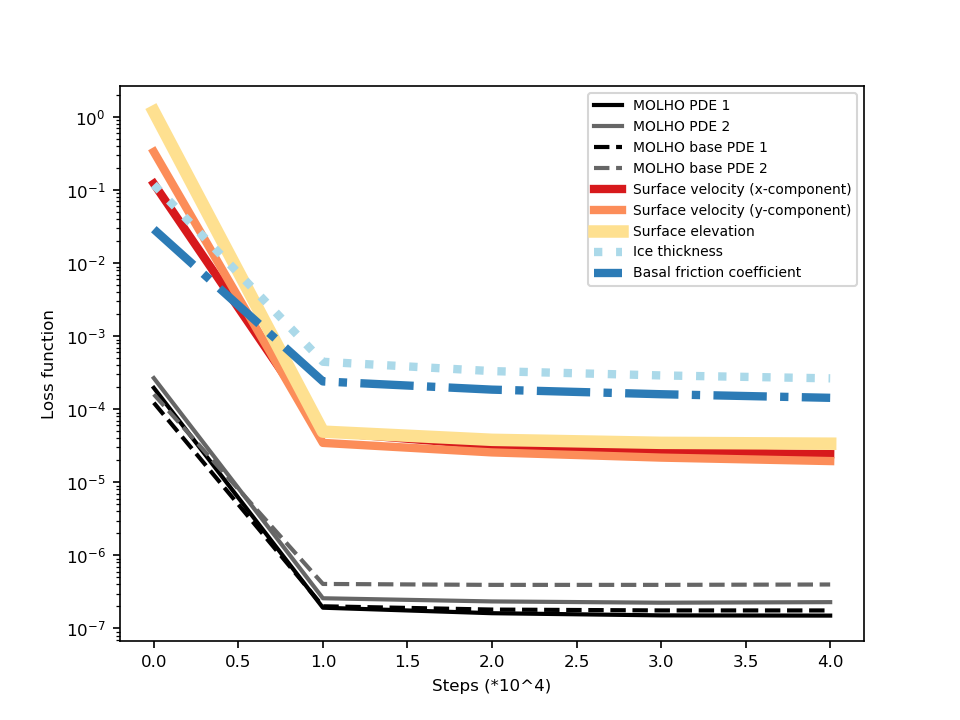 MOLHO PDE 1
MOLHO PDE 2
MOLHO base PDE 1
MOLHO base PDE 2
Surface velocity (x-component)
Surface velocity (y-component)
Surface elevation
Ice thickness
Basal friction coefficient
Loss function
10^0
10^-1
10^-2
10^-3
10^-4
10^-5
10^-6
10^-7
0.0 0.5 1.0 1.5 2.0 2.5 3.0 3.5 4.0
Steps (*10^4)